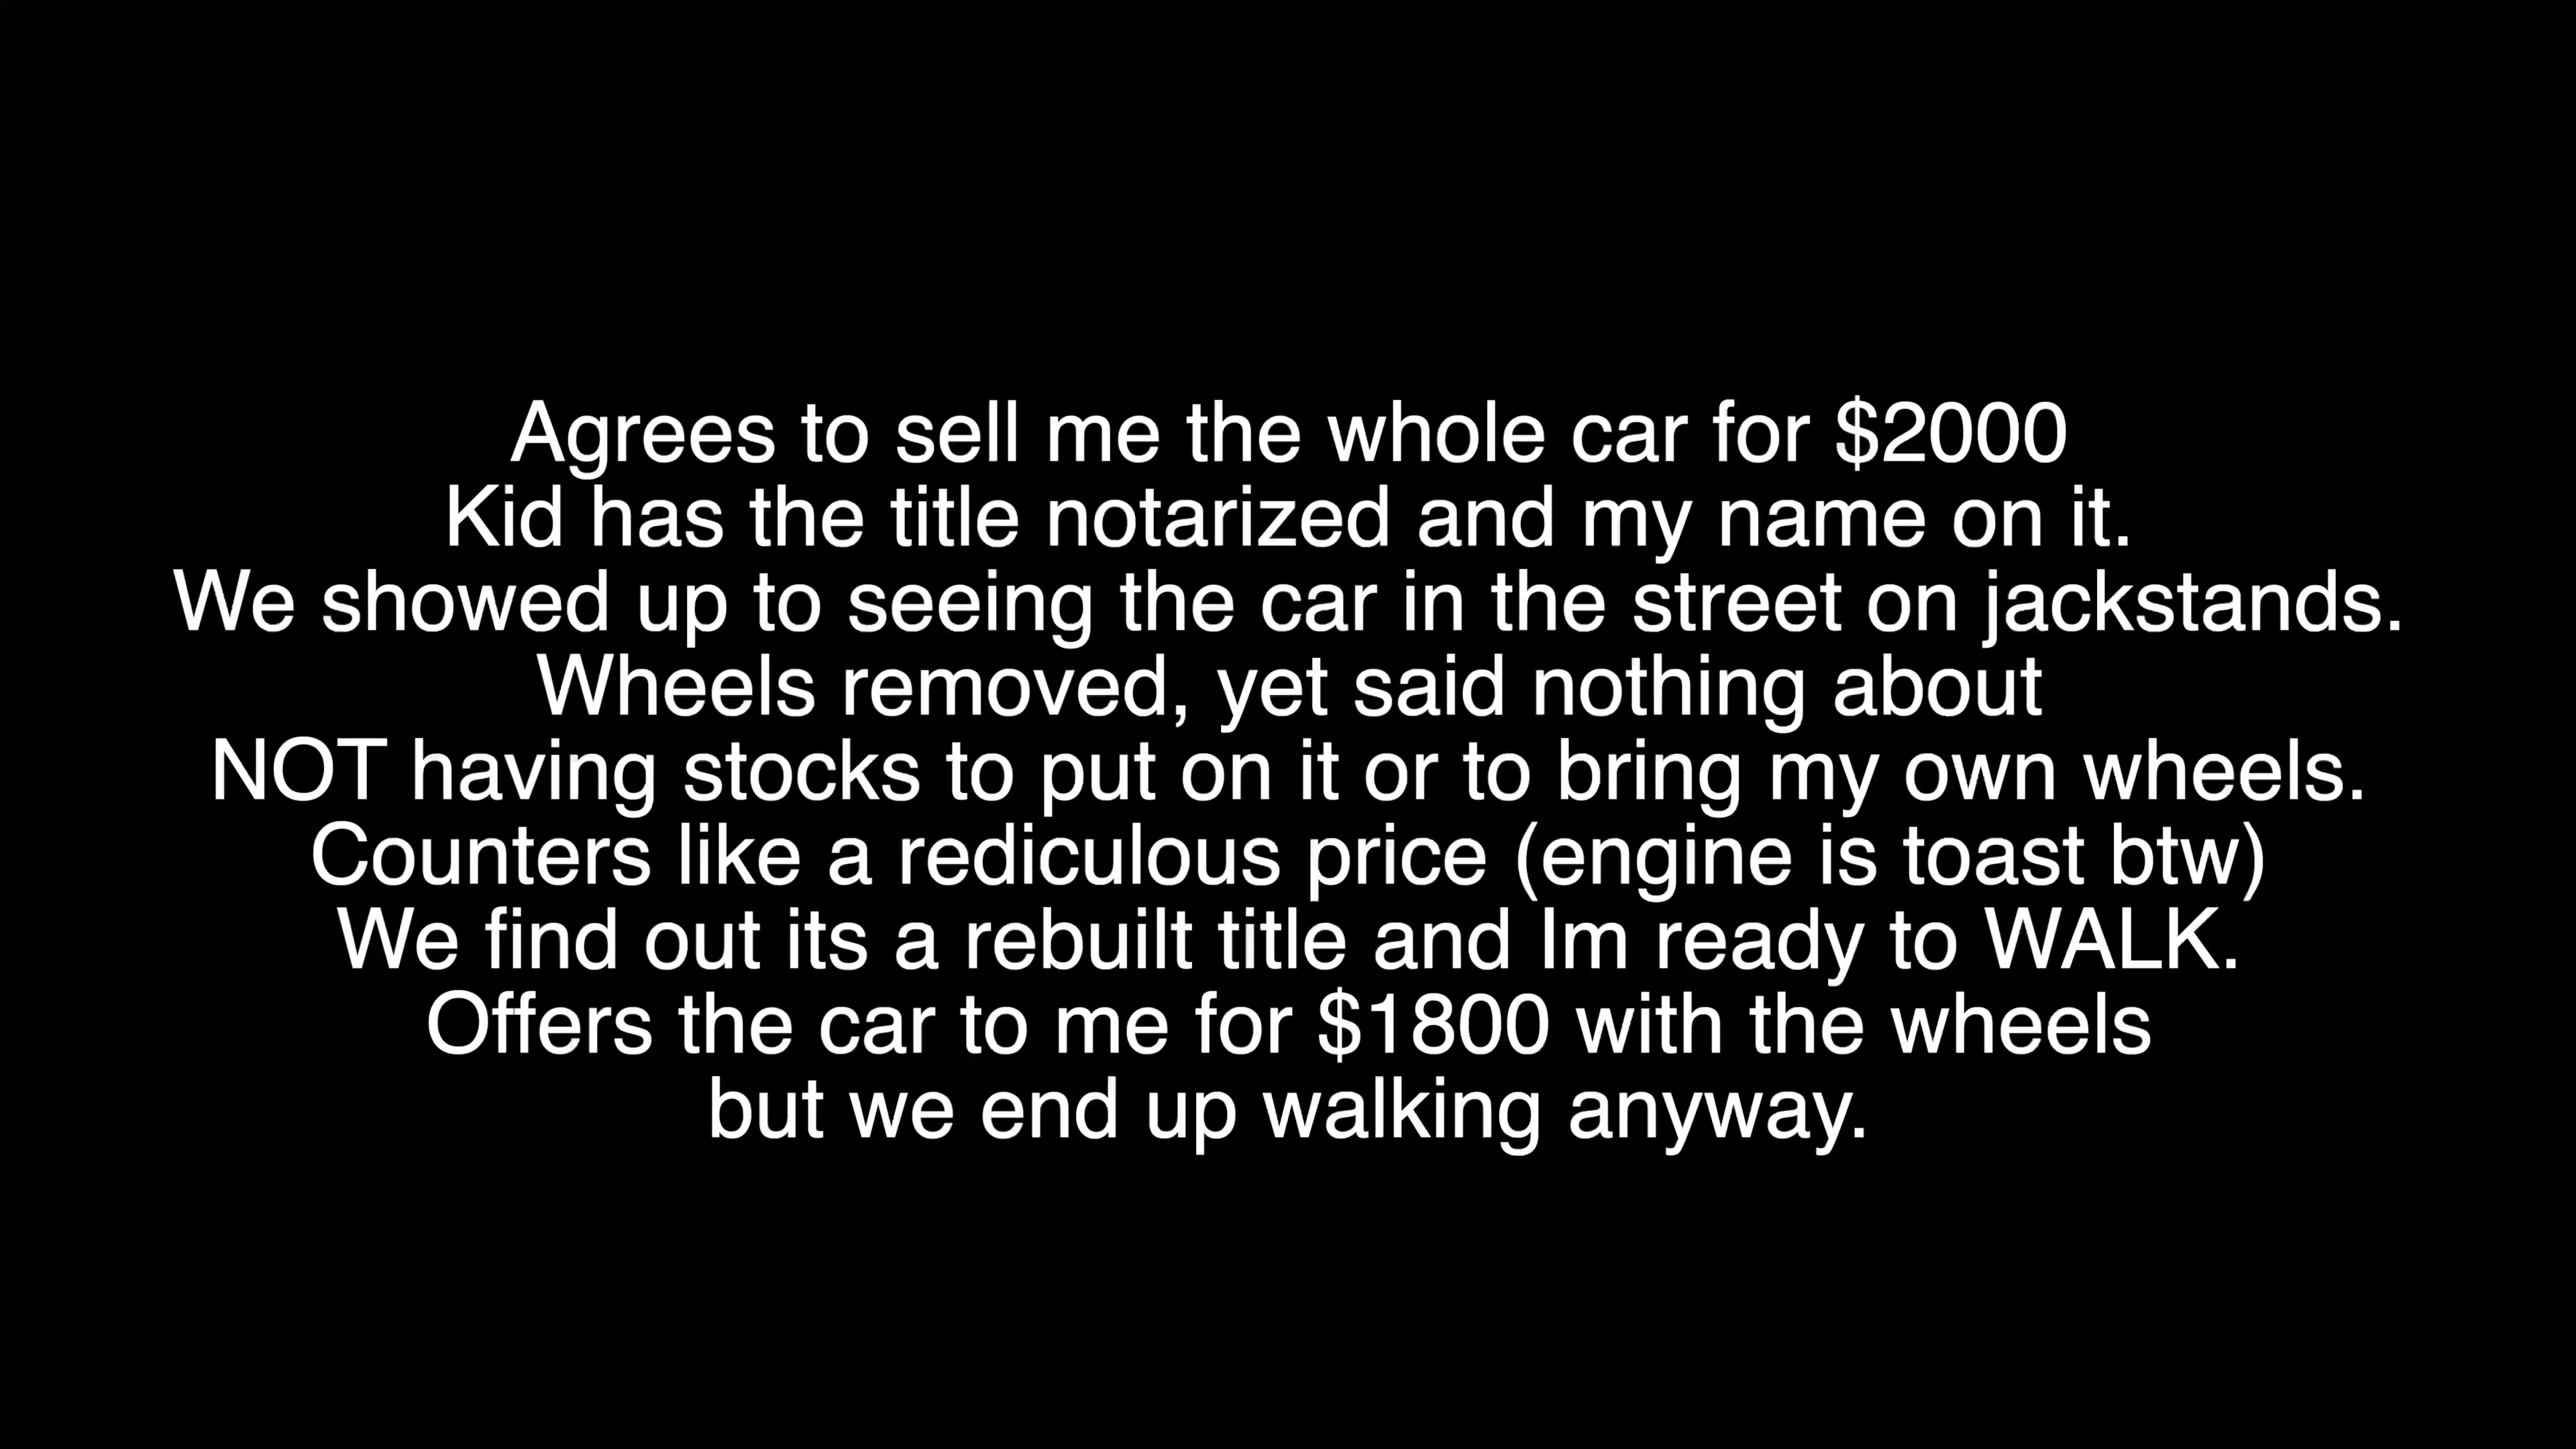 Agrees to sell me the whole car for $2000
Kid has the title notarized and my name on it.
We showed up to seeing the car in the street on jackstands.
Wheels removed, yet said nothing about
NOT having stocks to put on it or to bring my own wheels.
Counters like a rediculous price (engine is toast btw)
We find out its a rebuilt title and Im ready to WALK.
Offers the car to me for $1800 with the wheels
but we end up walking anyway.